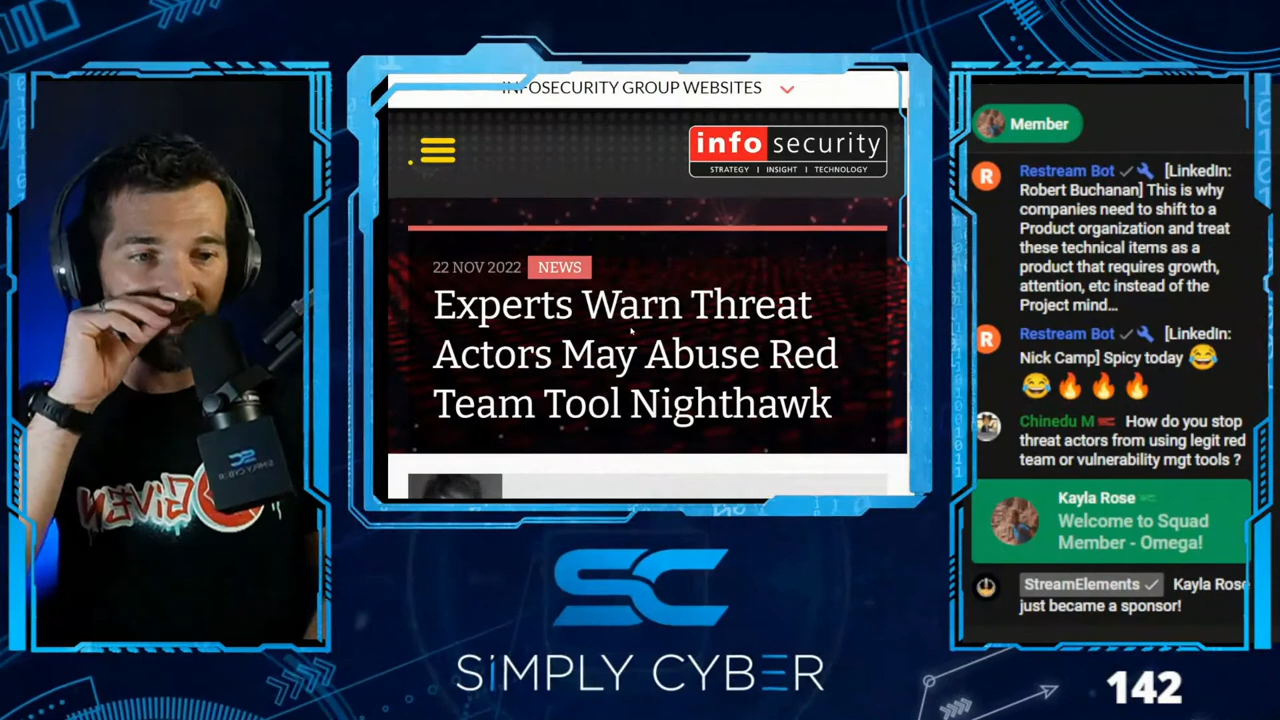 INFOSECURITY GROUP WEBSITES
info security
STRATEGY | INSIGHT | TECHNOLOGY
22 NOV 2022 NEWS
Experts Warn Threat
Actors May Abuse Red
Team Tool Nighthawk
SC
SIMPLY CYBER
SIMPLY
CYBER
Member
R Restream Bot [LinkedIn:
Robert Buchanan] This is why
companies need to shift to a
Product organization and treat
these technical items as a
product that requires growth,
attention, etc instead of the
Project mind...
R Restream Bot [LinkedIn:
Nick Camp] Spicy today 😂
😂🔥🔥🔥
Chinedu M How do you stop
threat actors from using legit red
team or vulnerability mgt tools ?
Kayla Rose
Welcome to Squad
Member - Omega!
StreamElements Kayla Rose
just became a sponsor!
142